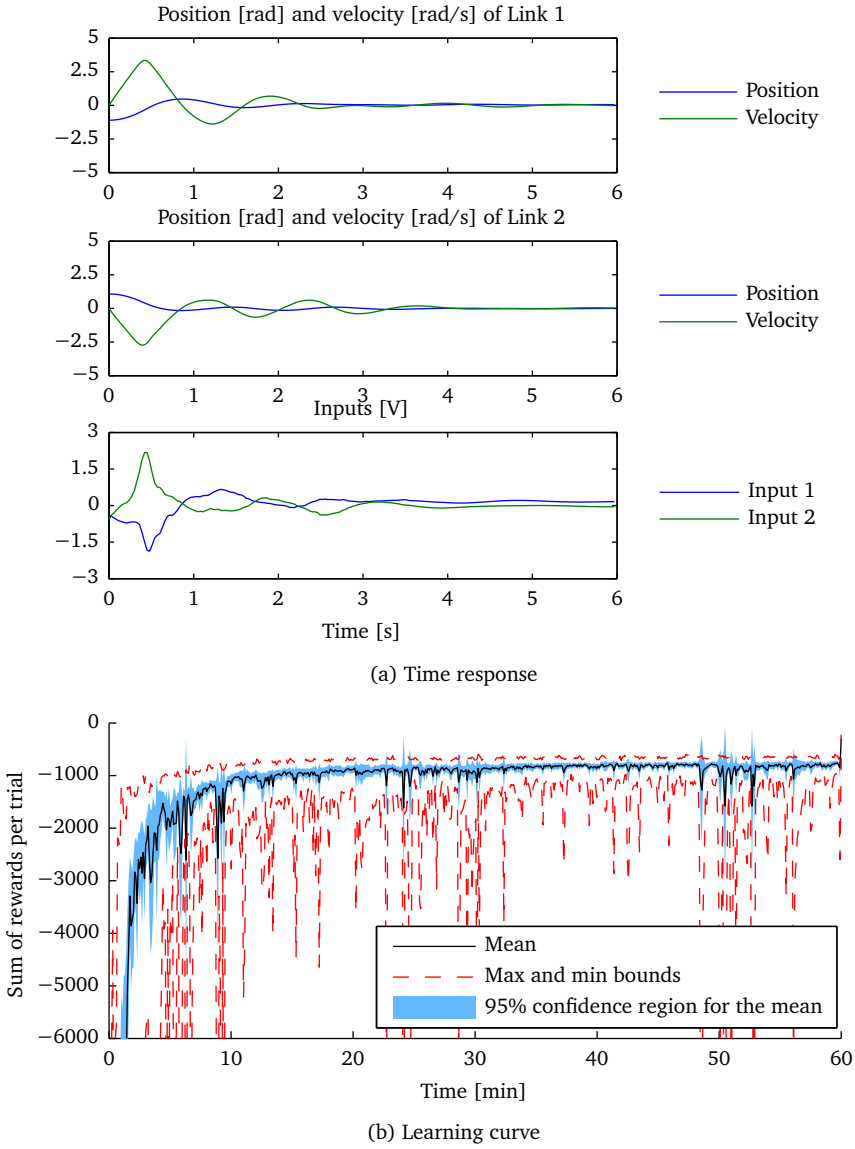 Position [rad] and velocity [rad/s] of Link 1
5
2.5
0
−2.5
−5
0 1 2 3 4 5 6
Position
Velocity
Position [rad] and velocity [rad/s] of Link 2
5
2.5
0
−2.5
−5
0 1 2 3 4 5 6
Position
Velocity
Inputs [V]
3
1.5
0
−1.5
−3
0 1 2 3 4 5 6
Input 1
Input 2
Time [s]
(a) Time response
0
−1000
−2000
−3000
−4000
−5000
−6000
Sum of rewards per trial
Mean
Max and min bounds
95% confidence region for the mean
0 10 20 30 40 50 60
Time [min]
(b) Learning curve